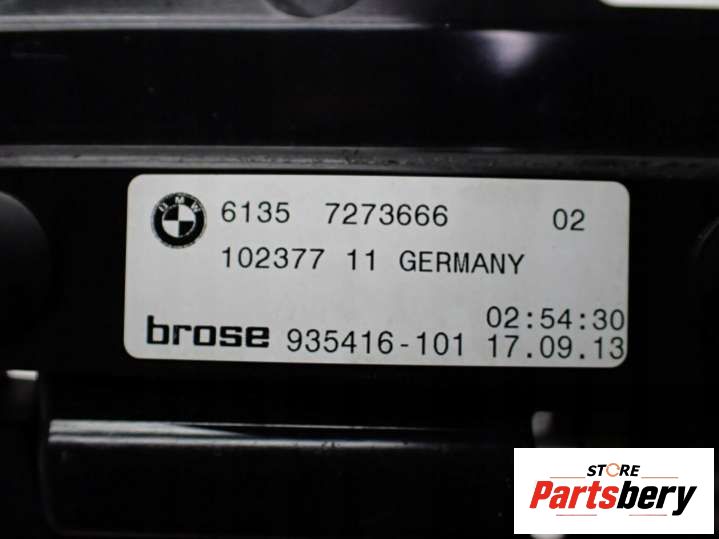 BMW
6135 7273666 02
102377 11 GERMANY
02:54:30
brose 935416-101 17.09.13
STORE
Partsbery